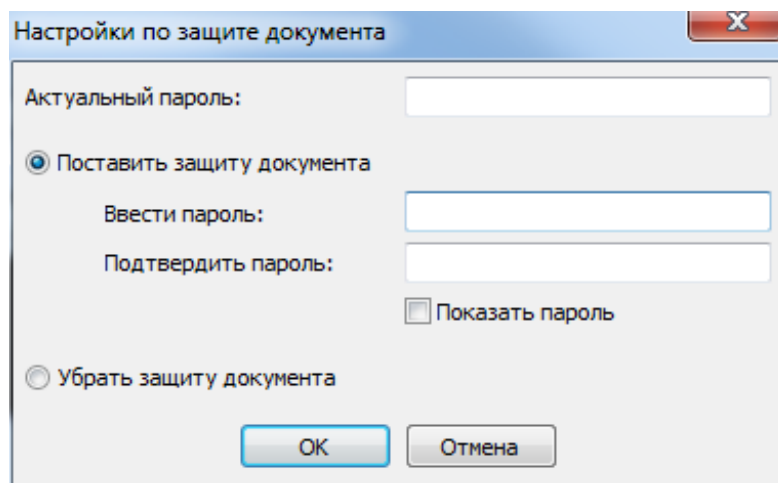 Настройки по защите документа
Актуальный пароль:
Поставить защиту документа
Ввести пароль:
Подтвердить пароль:
Показать пароль
Убрать защиту документа
ОК Отмена